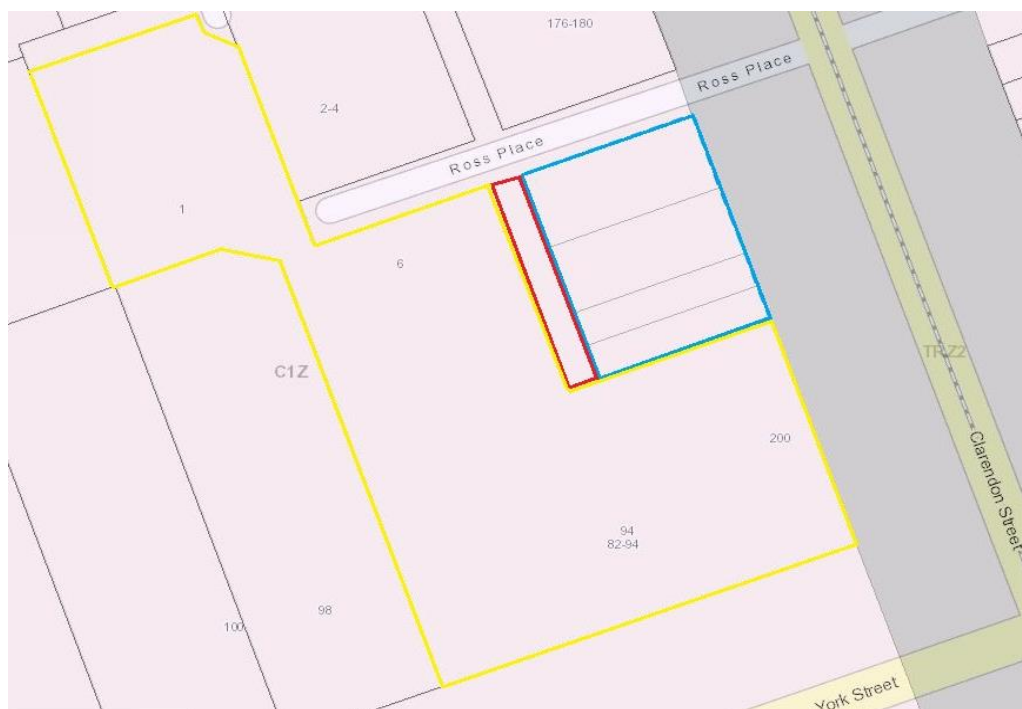 176-180
Ross Place
2-4
Ross Place
1
6
C1Z
TRZ2
200
Clarendon Street
94
82-94
98
100
York Street